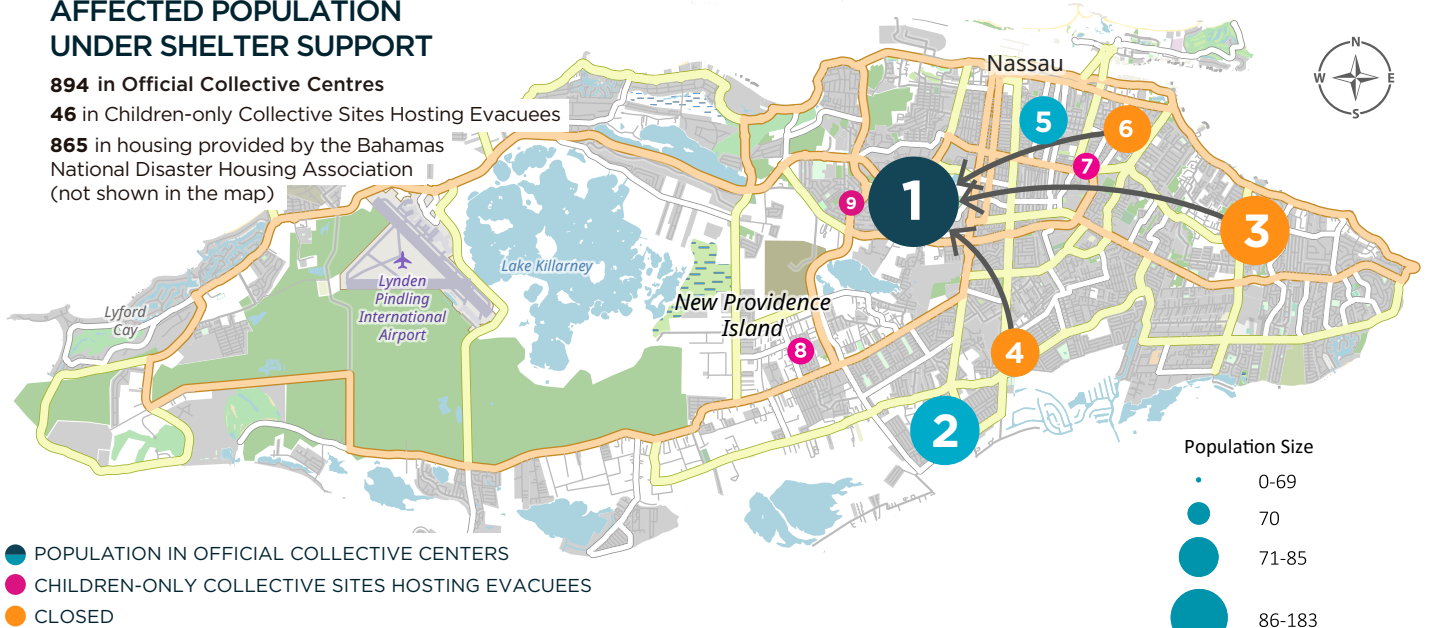 AFFECTED POPULATION
UNDER SHELTER SUPPORT
894 in Official Collective Centres
46 in Children-only Collective Sites Hosting Evacuees
865 in housing provided by the Bahamas
National Disaster Housing Association
(not shown in the map)
Nassau
N
W E
S
5
6
7
9
1
3
Lake Killarney
Lynden
Pindling
International
Airport
New Providence
Island
Lyford
Cay
8
4
2
Population Size
0-69
70
71-85
86-183
POPULATION IN OFFICIAL COLLECTIVE CENTERS
CHILDREN-ONLY COLLECTIVE SITES HOSTING EVACUEES
CLOSED